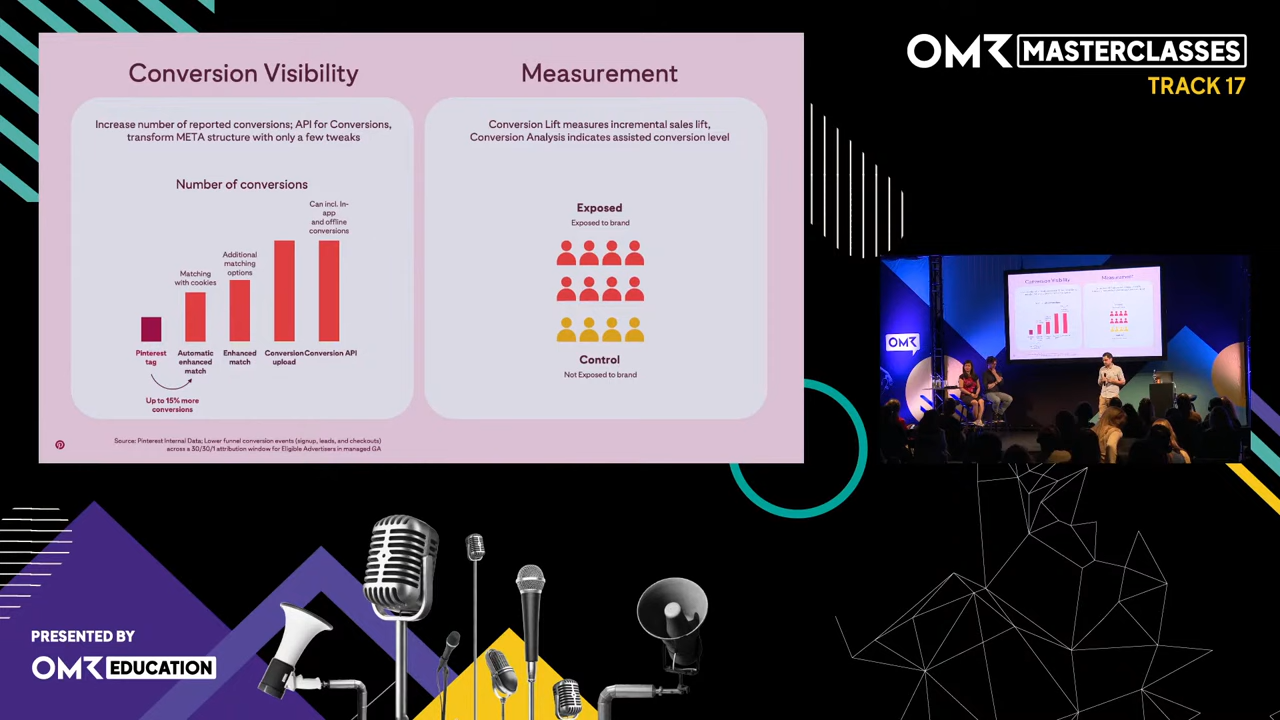 Conversion Visibility
Increase number of reported conversions; API for Conversions,
transform META structure with only a few tweaks
Number of conversions
Can incl. In-
app
and offline
conversions
Additional
matching
options
Matching
with cookies
Pinterest
tag
Automatic
enhanced
match
Enhanced
match
Conversion
upload
Conversion API
Up to 15% more
conversions
Source: Pinterest Internal Data; Lower funnel conversion events (signup, leads, and checkouts)
across a 30/30/1 attribution window for Eligible Advertisers in managed GA
Measurement
Conversion Lift measures incremental sales lift,
Conversion Analysis indicates assisted conversion level
Exposed
Exposed to brand
Control
Not Exposed to brand
OMR MASTERCLASSES
TRACK 17
Conversion Visibility
Measurement
OMR
PRESENTED BY
OMR EDUCATION